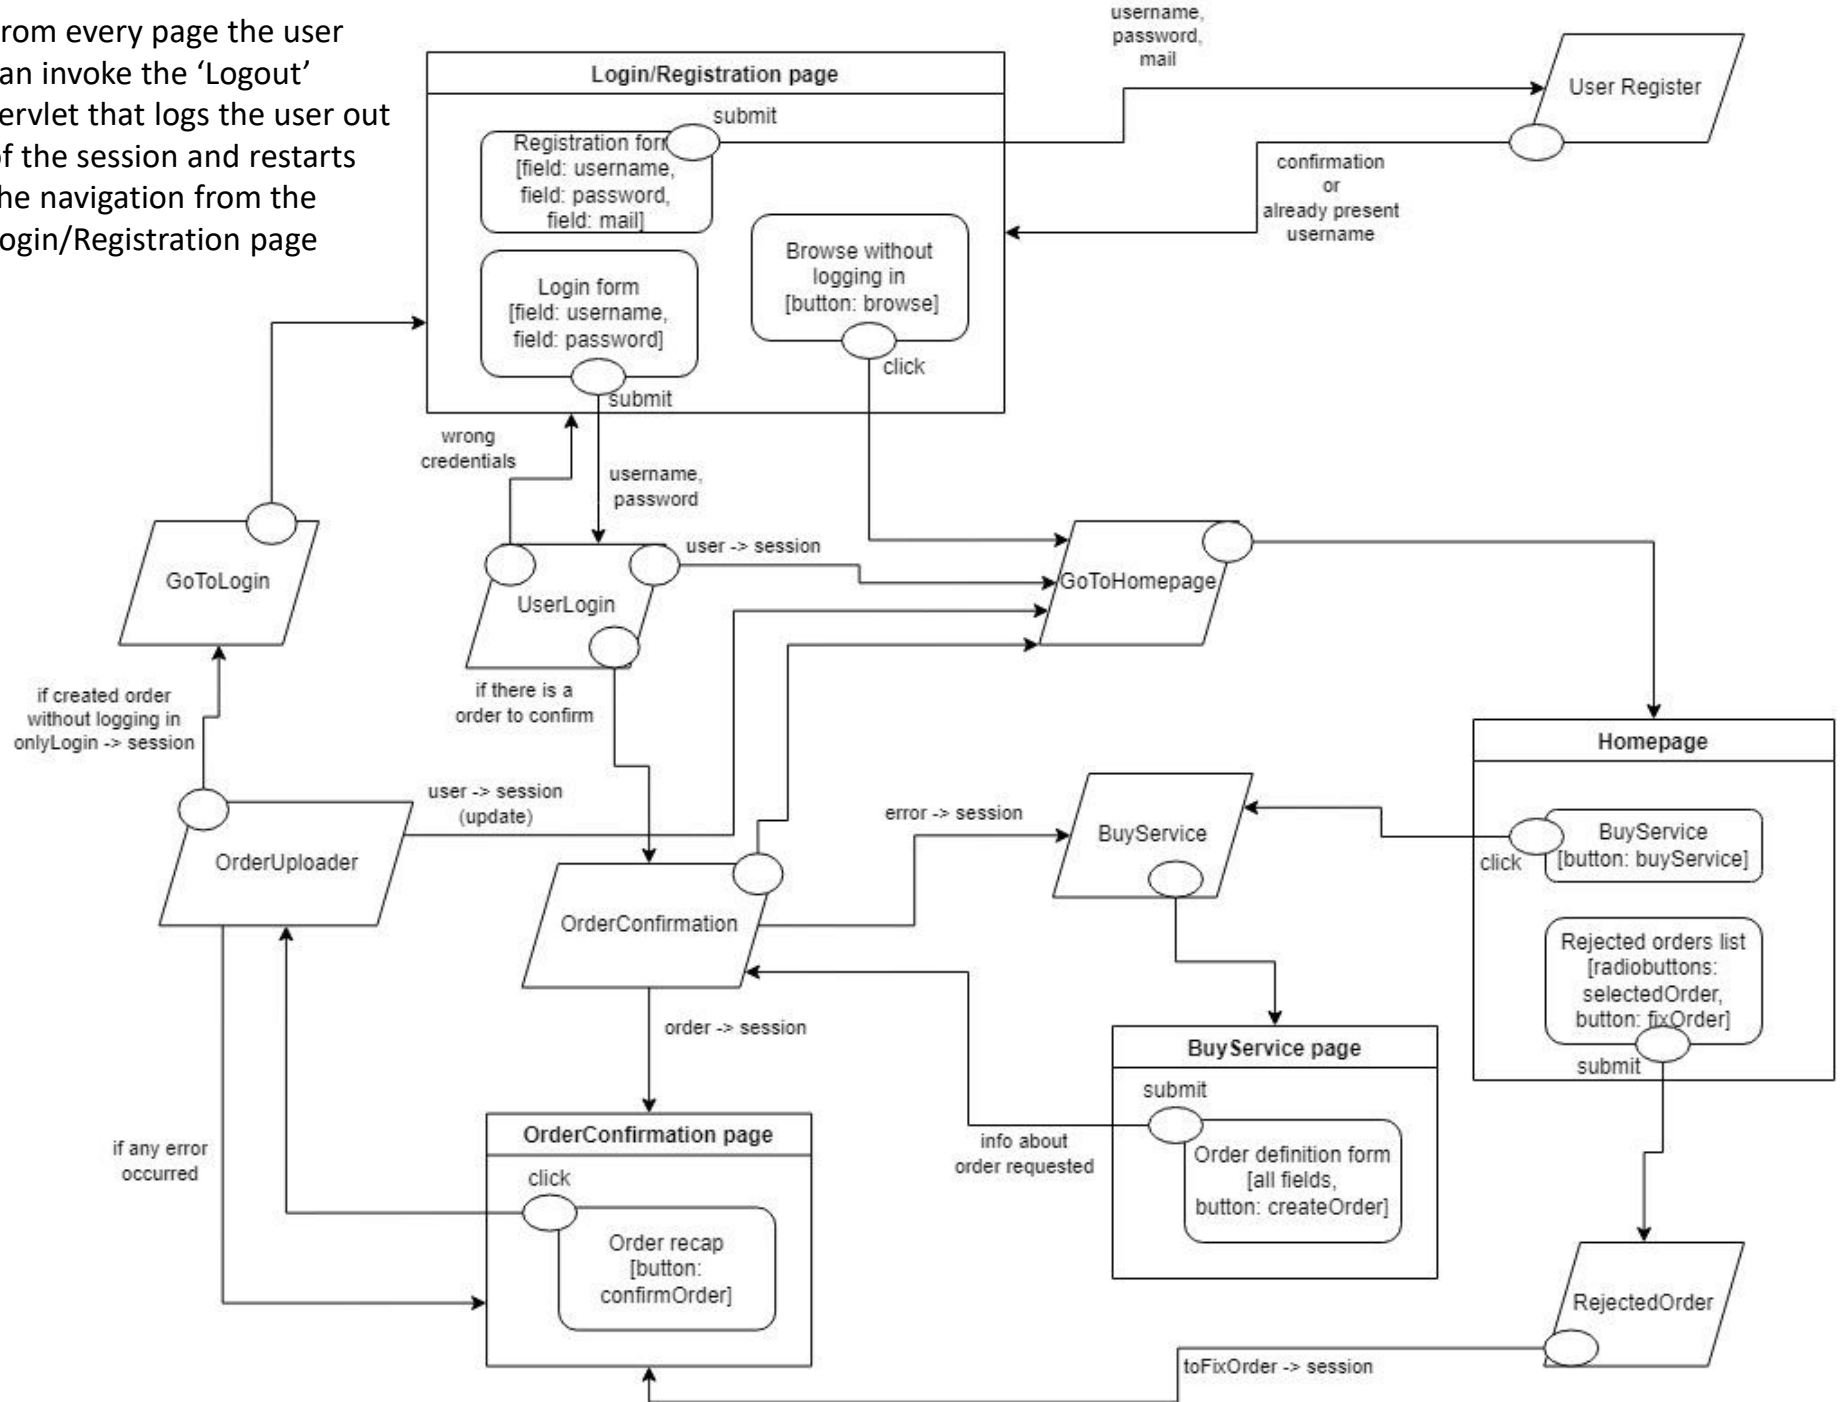 rom every page the user
an invoke the ‘Logout’
ervlet that logs the user out
of the session and restarts
he navigation from the
ogin/Registration page
username,
password,
mail
Login/Registration page
User Register
submit
Registration form
[field: username,
field: password,
field: mail]
confirmation
or
already present
username
Browse without
logging in
[button: browse]
click
Login form
[field: username,
field: password]
submit
wrong
credentials
username,
password
GoToLogin
UserLogin
user -> session
GoToHomepage
if there is a
order to confirm
if created order
without logging in
onlyLogin -> session
Homepage
BuyService
[button: buyService]
click
Rejected orders list
[radiobuttons:
selectedOrder,
button: fixOrder]
submit
user -> session
(update)
OrderUploader
error -> session
BuyService
OrderConfirmation
order -> session
BuyService page
submit
Order definition form
[all fields,
button: createOrder]
info about
order requested
if any error
occurred
OrderConfirmation page
click
Order recap
[button:
confirmOrder]
RejectedOrder
toFixOrder -> session